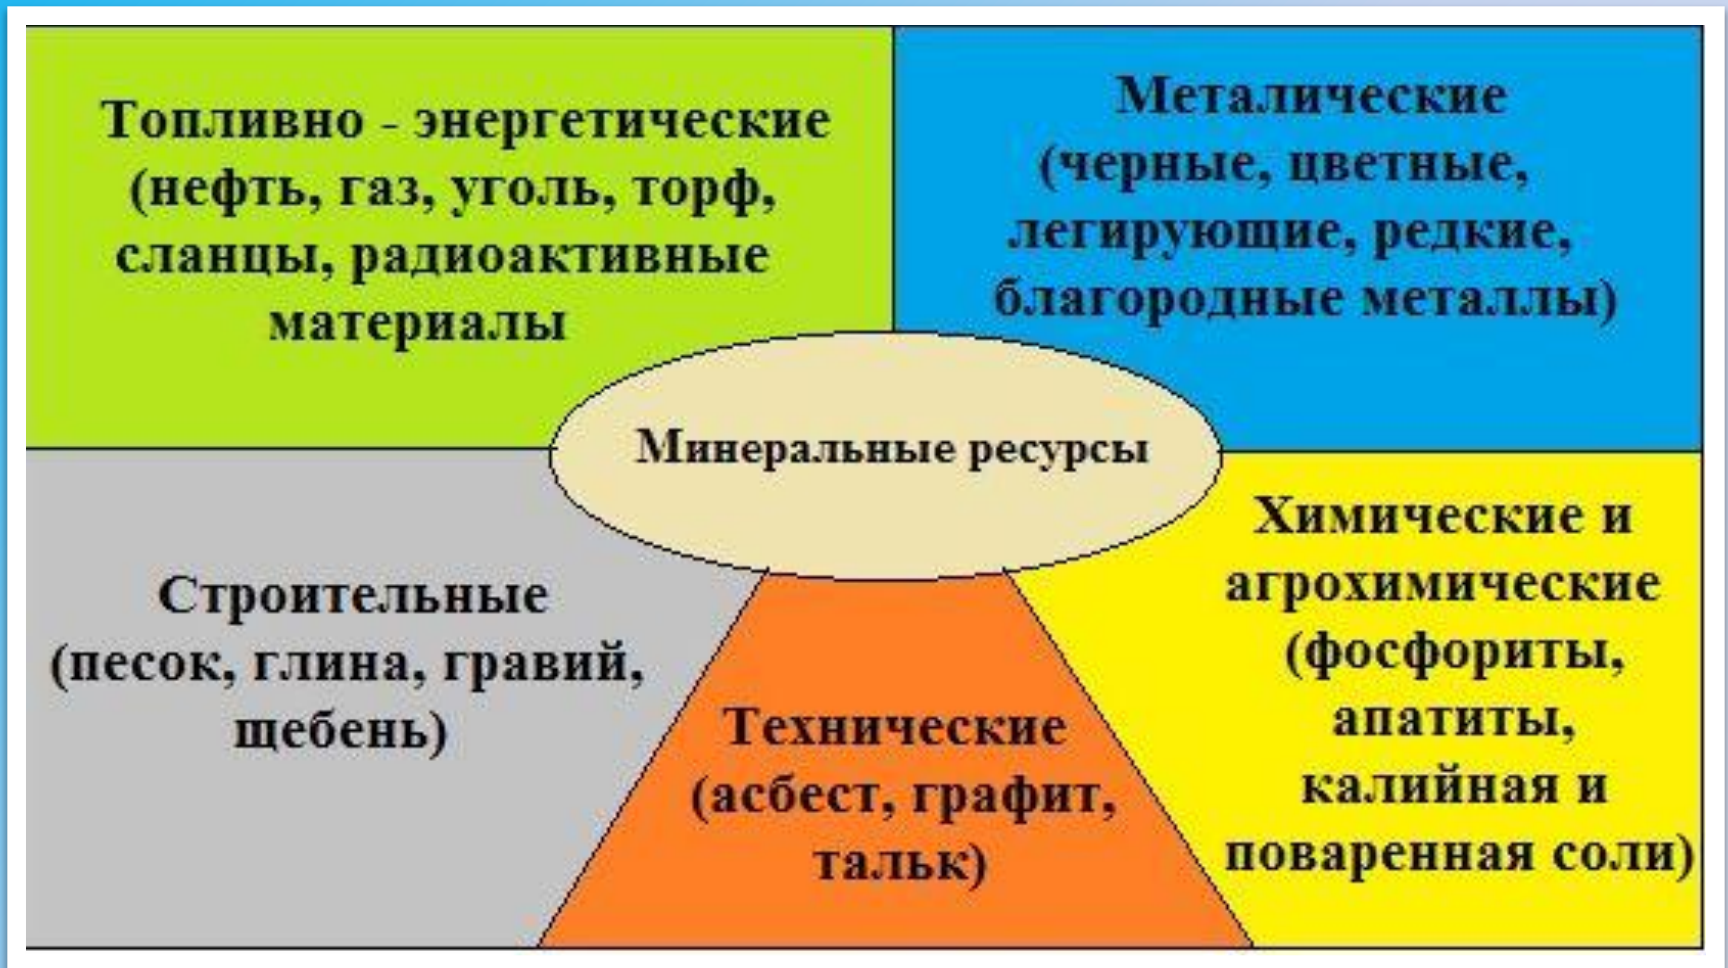 Топливно - энергетические
(нефть, газ, уголь, торф,
сланцы, радиоактивные
материалы
Металические
(черные, цветные,
легирующие, редкие,
благородные металлы)
Минеральные ресурсы
Строительные
(песок, глина, гравий,
щебень)
Технические
(асбест, графит,
тальк)
Химические и
агрохимические
(фосфориты,
апатиты,
калийная и
поваренная соли)